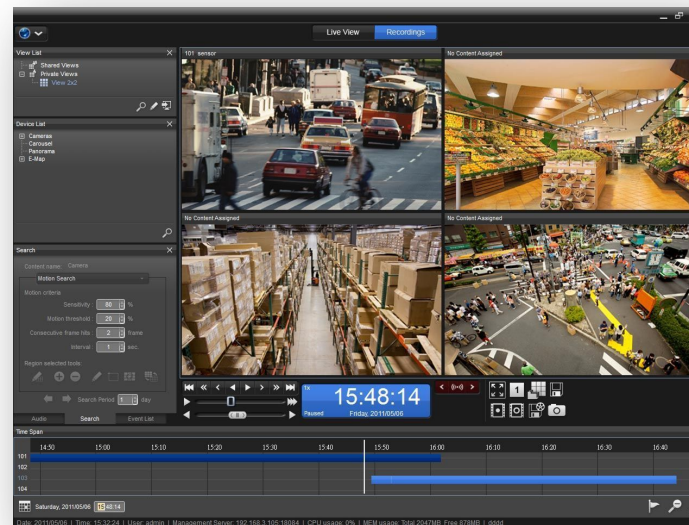 Live View
Recordings
View List
Shared Views
Private Views
View 2x2
Device List
Cameras
Carousel
Panorama
E-Map
Search
Content name: Camera
Motion Search
Motion criteria
Sensitivity : 80 %
Motion threshold : 20 %
Consecutive frame hits : 2 frame
Interval : 1 sec.
Region selected tools
Search Period 1 day
Audio
Search
Event List
101 sensor
No Content Assigned
No Content Assigned
No Content Assigned
1x
Paused
15:48:14
Friday, 2011/05/06
1
Time Span
14:50 15:00 15:10 15:20 15:30 15:40 15:50 16:00 16:10 16:20 16:30 16:40
101
102
103
104
Saturday, 2011/05/06 15:48:14
Date: 2011/05/06 | Time: 15:32:24 | User: admin | Management Server: 192.168.3.105:18084 | CPU usage: 0% | MEM usage: Total 2047MB, Free 878MB | dddd